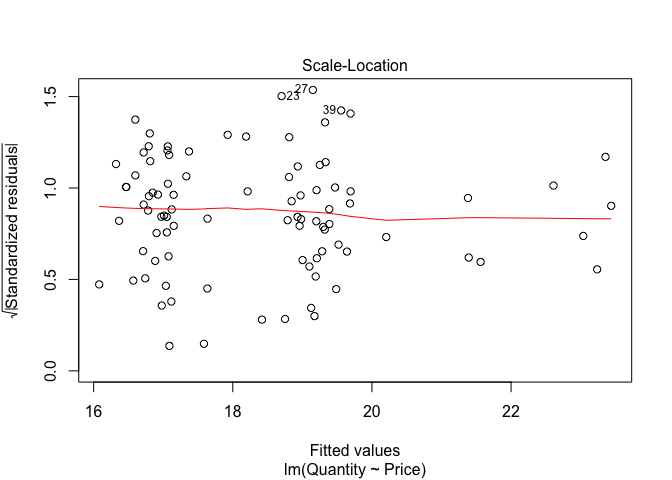 Scale-Location
√|Standardized residuals|
0.0
0.5
1.0
1.5
27
23
39
16
18
20
22
Fitted values
lm(Quantity ~ Price)